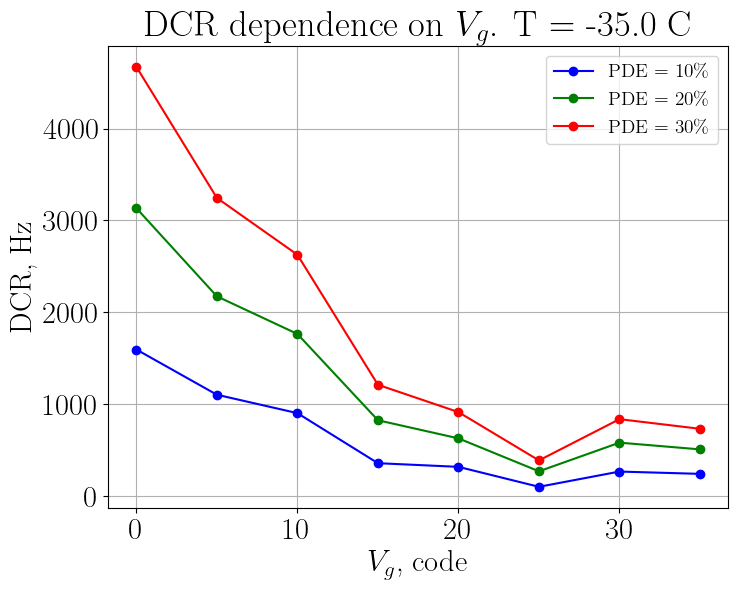 DCR dependence on V_g. T = -35.0 C
PDE = 10%
PDE = 20%
PDE = 30%
DCR, Hz
4000
3000
2000
1000
0
0 10 20 30
V_g, code